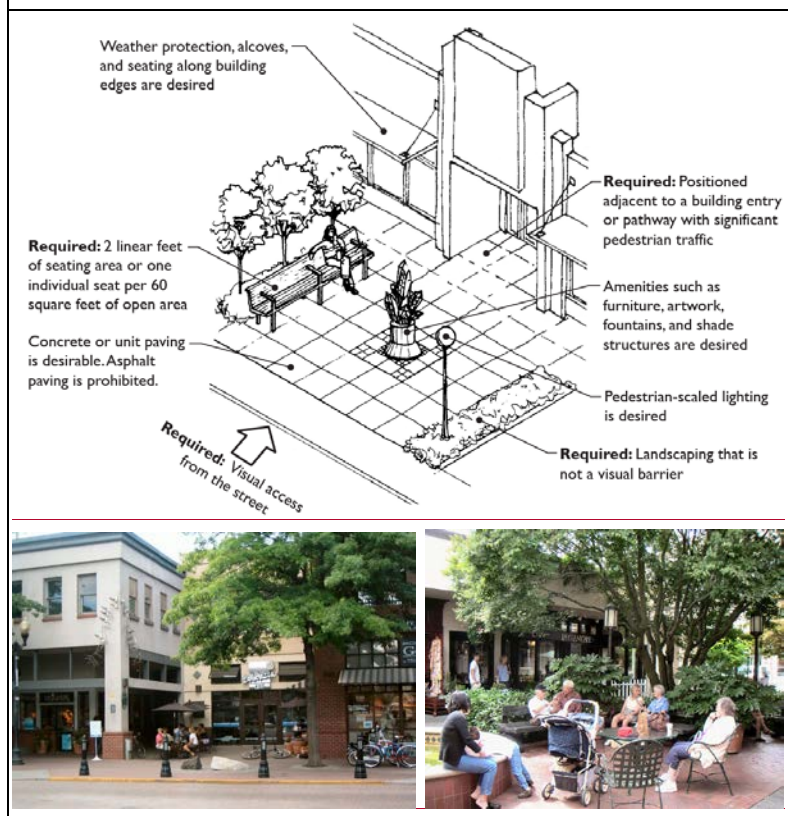 Weather protection, alcoves,
and seating along building
edges are desired
Required: Positioned
adjacent to a building entry
or pathway with significant
pedestrian traffic
Required: 2 linear feet
of seating area or one
individual seat per 60
square feet of open area
Amenities such as
furniture, artwork,
fountains, and shade
structures are desired
Concrete or unit paving
is desirable. Asphalt
paving is prohibited.
Pedestrian-scaled lighting
is desired
Required: Visual access
from the street
Required: Landscaping that is
not a visual barrier